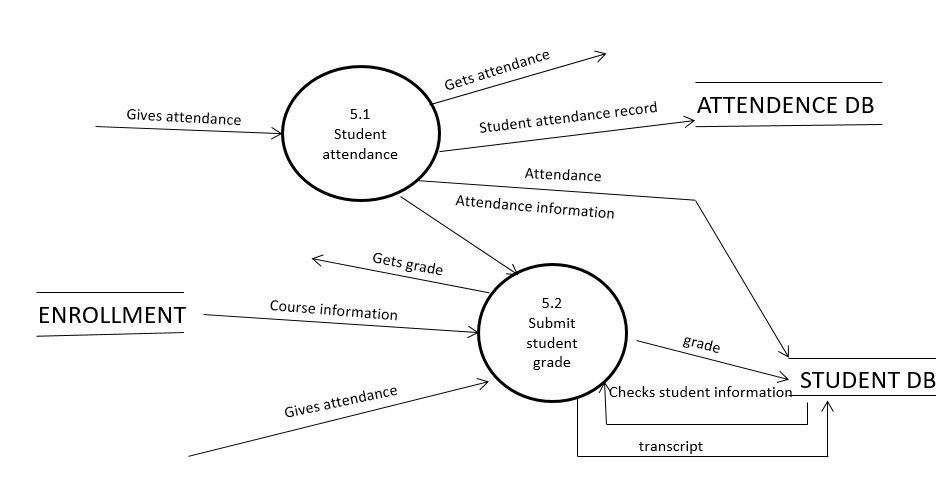 Gets attendance
ATTENDENCE DB
Gives attendance
5.1
Student
attendance
Student attendance record
Attendance
Attendance information
Gets grade
ENROLLMENT
Course information
5.2
Submit
student
grade
grade
STUDENT DB
Checks student information
Gives attendance
transcript